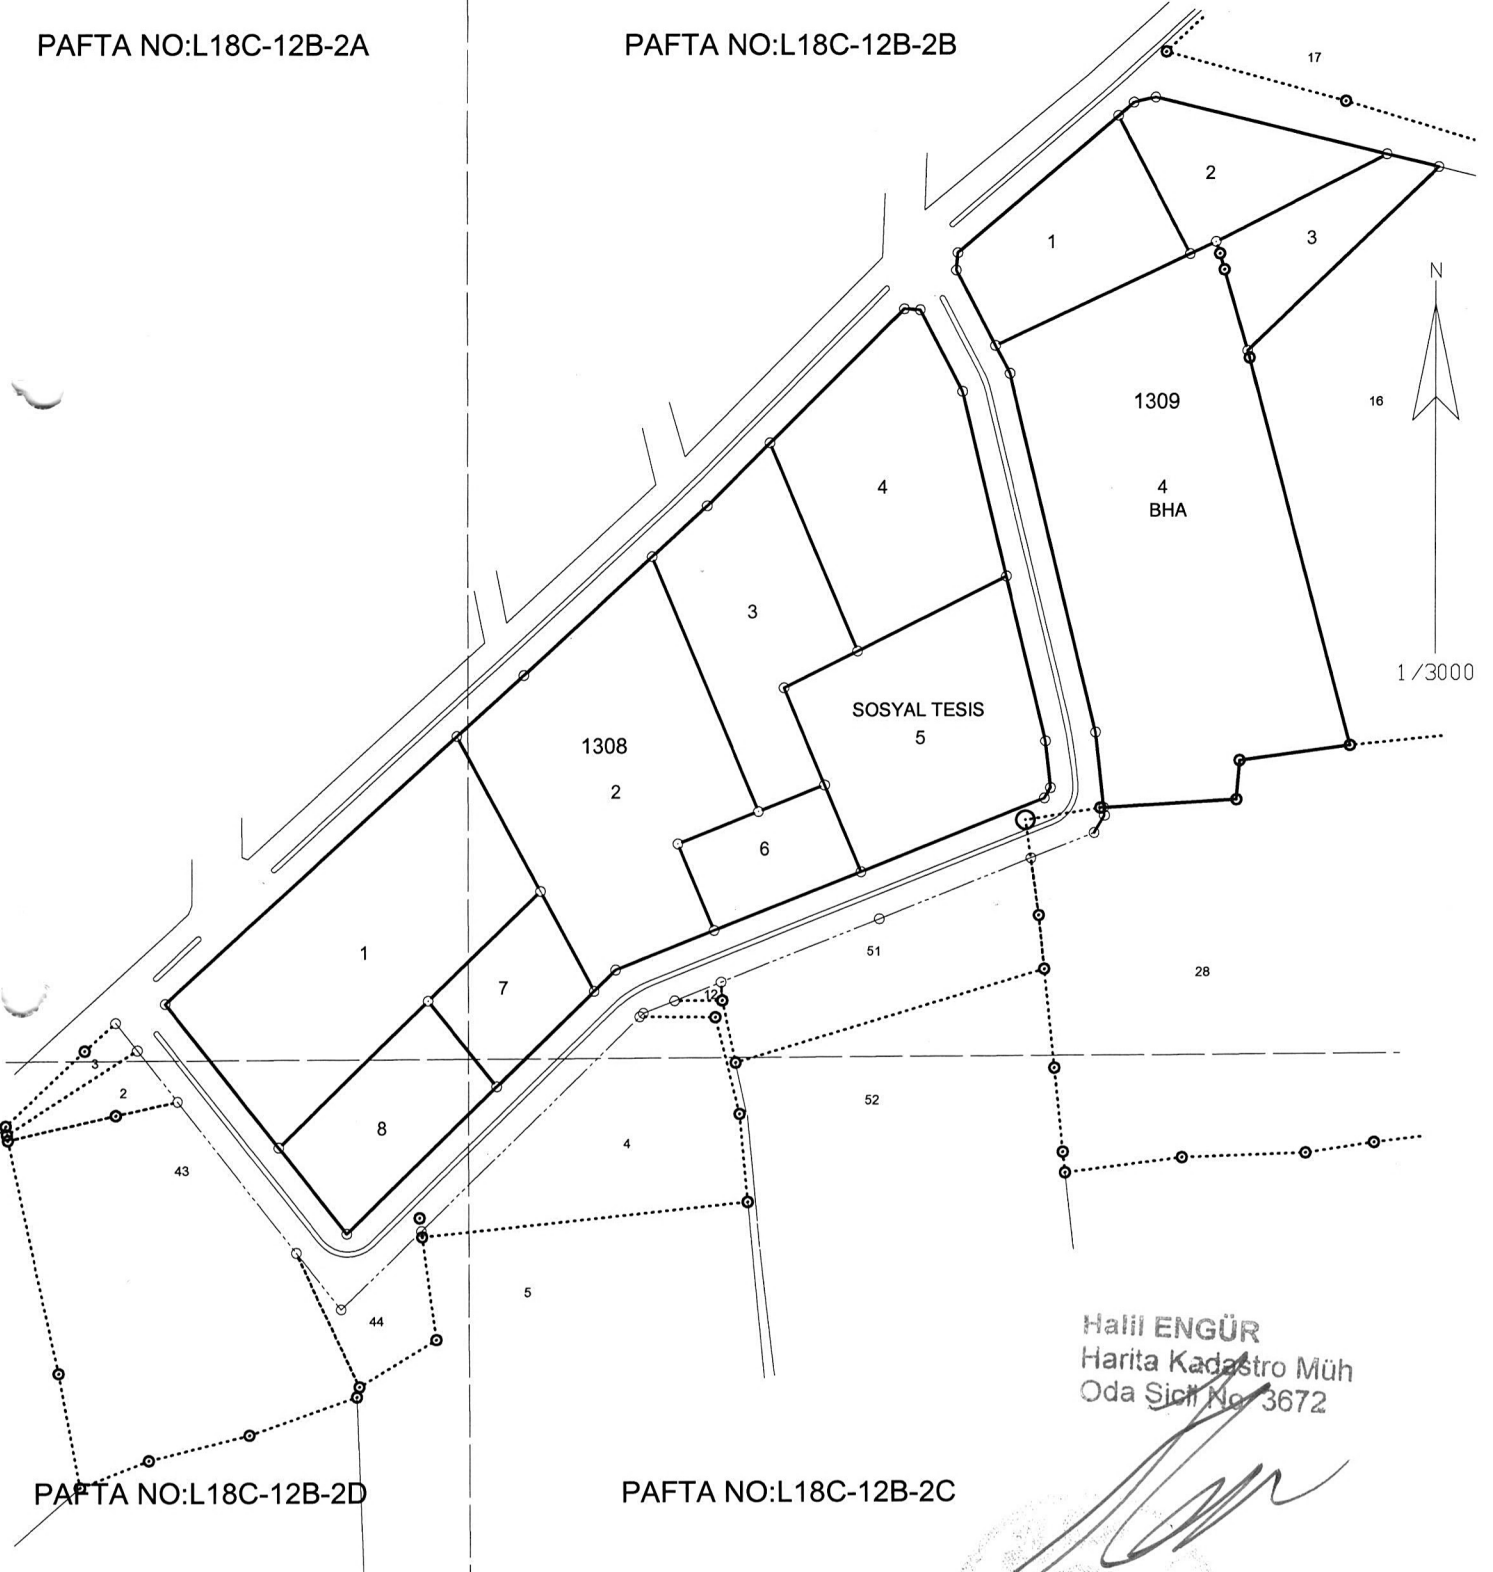 PAFTA NO:L18C-12B-2A
PAFTA NO:L18C-12B-2B
17
2
1
3
N
1309
16
4
4
BHA
3
1/3000
SOSYAL TESIS
5
1308
2
6
1
51
7
28
12
3
2
52
8
4
43
5
44
Halil ENGÜR
Harita Kadastro Müh
Oda Sicil No 3672
PAFTA NO:L18C-12B-2D
PAFTA NO:L18C-12B-2C